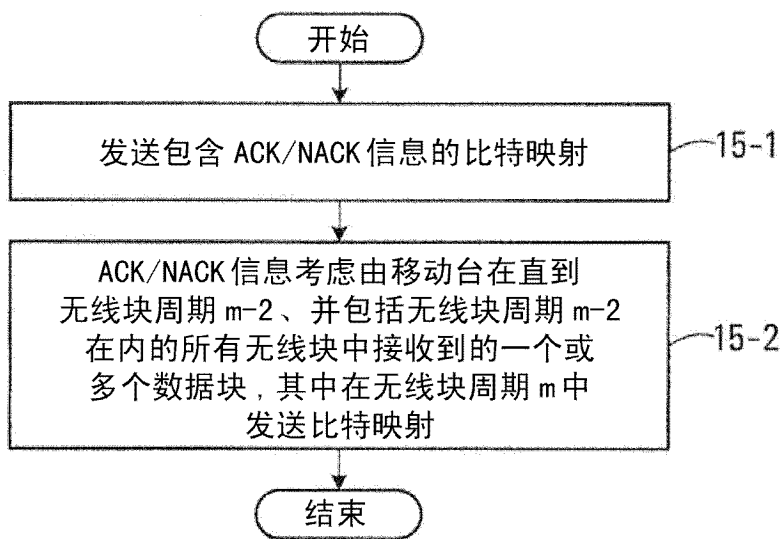 开始
发送包含 ACK/NACK 信息的比特映射
15-1
ACK/NACK 信息考虑由移动台在直到
无线块周期 m-2、并包括无线块周期 m-2
在内的所有无线块中接收到的一个或
多个数据块,其中在无线块周期 m 中
发送比特映射
15-2
结束